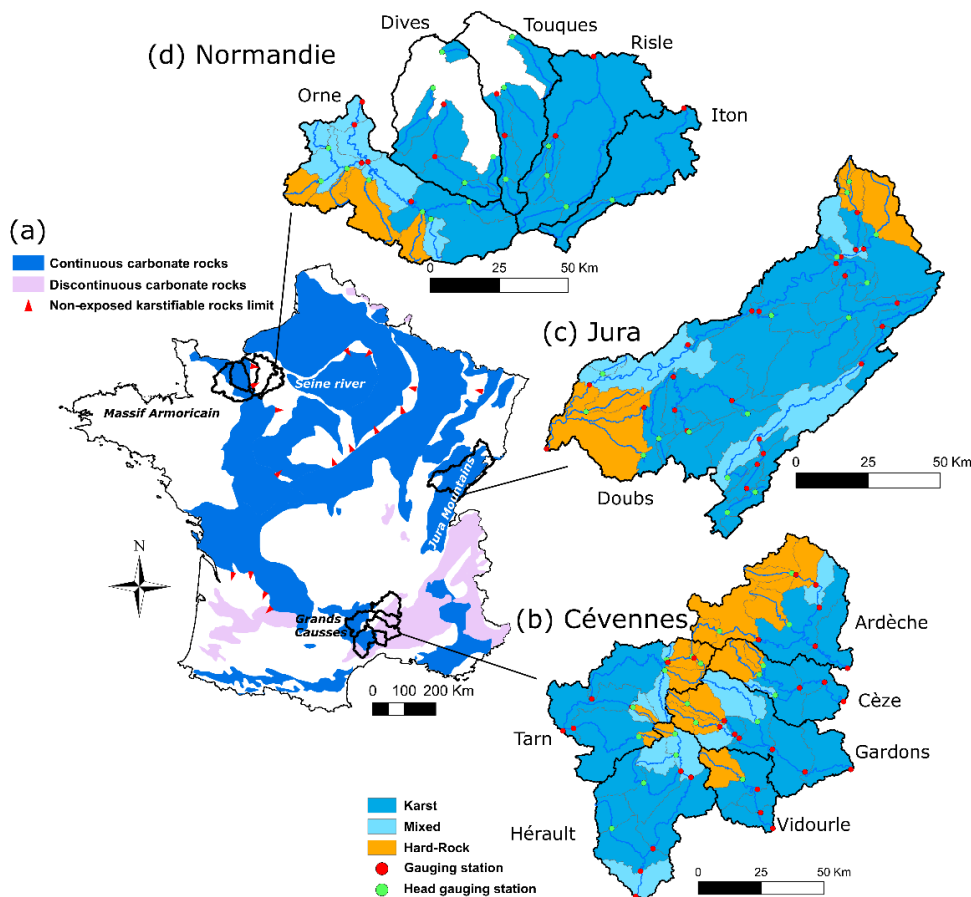 (d) Normandie
Dives
Touques
Risle
Orne
Iton
0 25 50 Km
(a)
Continuous carbonate rocks
Discontinuous carbonate rocks
Non-exposed karstifiable rocks limit
Seine river
Massif Armoricain
Jura Mountains
Grands
Causses
N
0 100 200 Km
(c) Jura
Doubs
0 25 50 Km
(b) Cévennes
Ardèche
Cèze
Gardons
Vidourle
Tarn
Hérault
0 25 50 Km
Karst
Mixed
Hard-Rock
Gauging station
Head gauging station